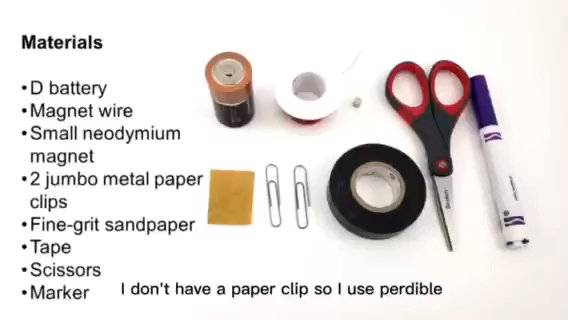 Materials
•D battery
•Magnet wire
•Small neodymium
magnet
•2 jumbo metal paper
clips
•Fine-grit sandpaper
•Tape
•Scissors
•Marker
I don't have a paper clip so I use perdible